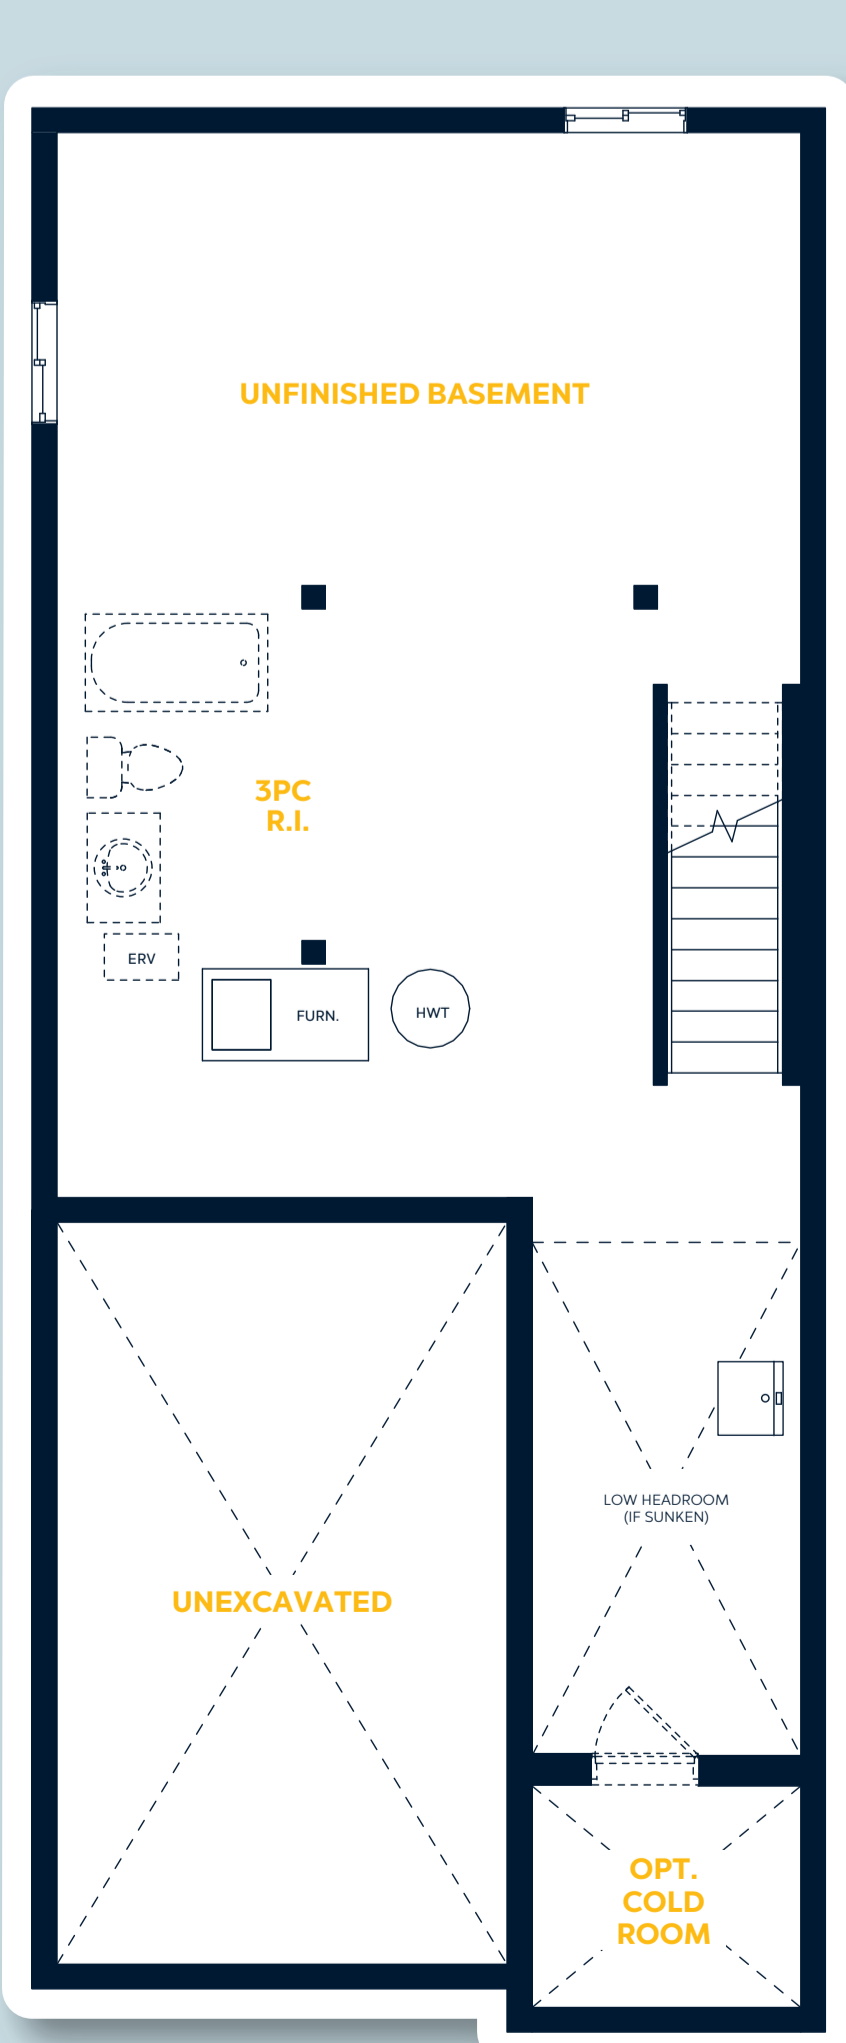 UNFINISHED BASEMENT
3PC
R.I.
ERV
FURN.
HWT
LOW HEADROOM
(IF SUNKEN)
UNEXCAVATED
OPT.
COLD
ROOM